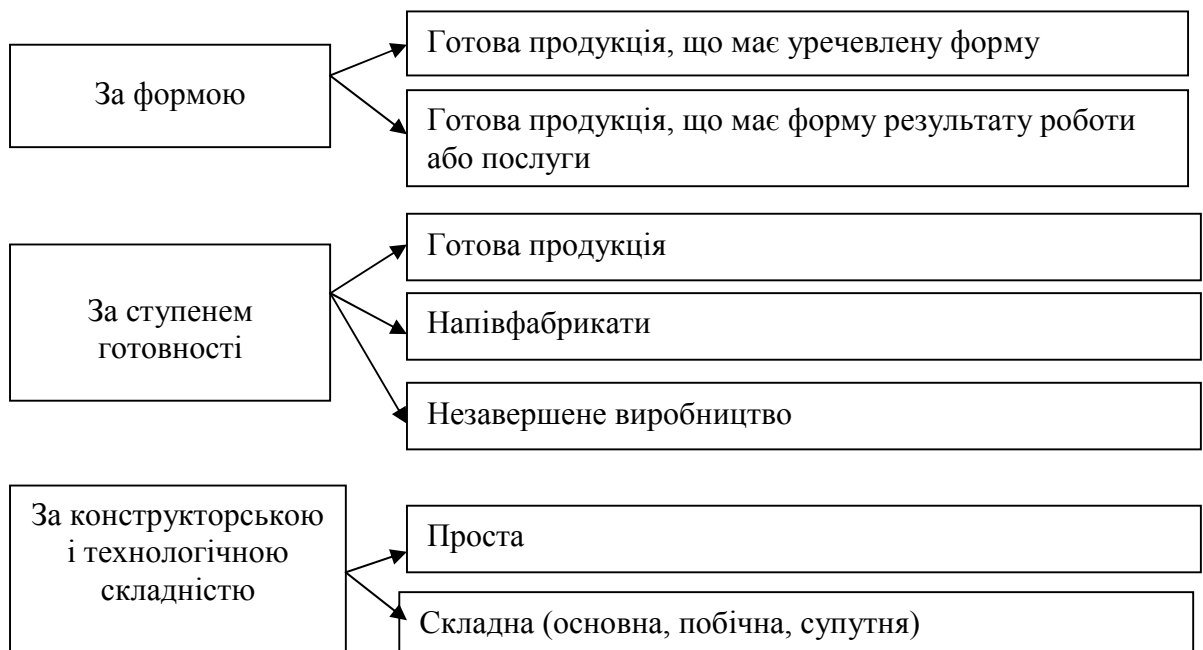 За формою
Готова продукція, що має уречевлену форму
Готова продукція, що має форму результату роботи
або послуги
За ступенем
готовності
Готова продукція
Напівфабрикати
Незавершене виробництво
За конструкторською
і технологічною
складністю
Проста
Складна (основна, побічна, супутня)